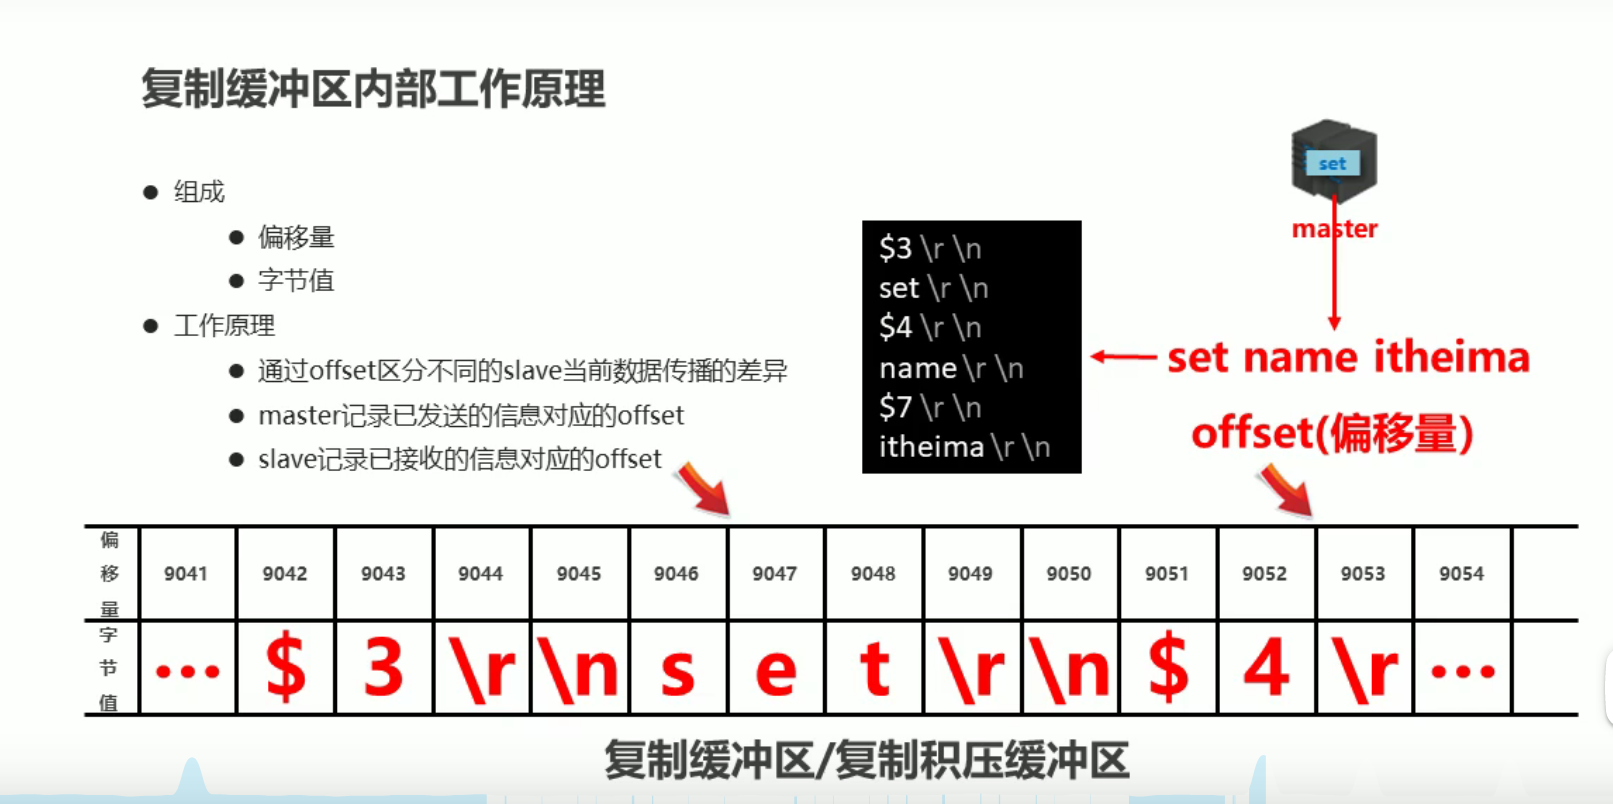 复制缓冲区内部工作原理
● 组成
● 偏移量
● 字节值
● 工作原理
● 通过offset区分不同的slave当前数据传播的差异
● master记录已发送的信息对应的offset
● slave记录已接收的信息对应的offset
$3 \r \n
set \r \n
$4 \r \n
name \r \n
$7 \r \n
itheima \r \n
set
master
set name itheima
offset(偏移量)
偏移量 9041 9042 9043 9044 9045 9046 9047 9048 9049 9050 9051 9052 9053 9054
字节值 ... $ 3 \r \n s e t \r \n $ 4 \r ...
复制缓冲区/复制积压缓冲区